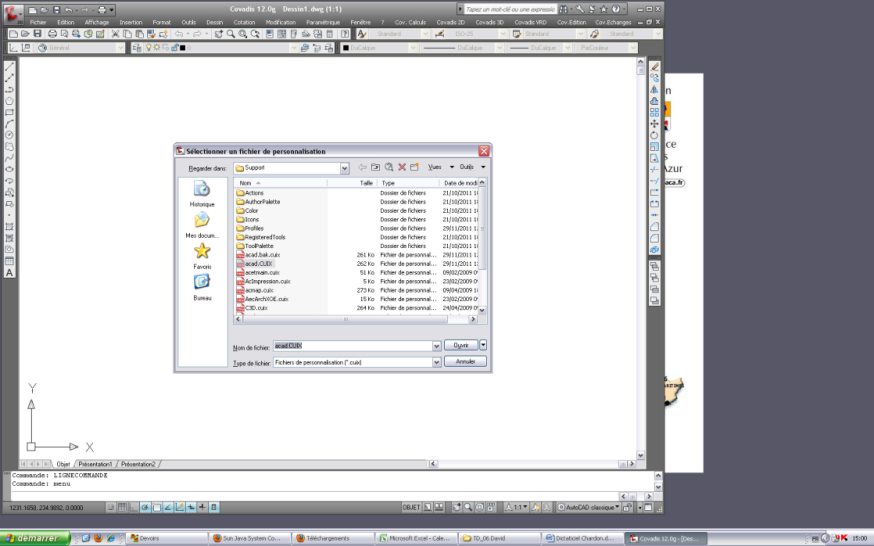 Covadis 12.0g Dessin1.dwg (1:1)
Tapez un mot-clé ou une expressio
Fichier Edition Affichage Insertion Format Outils Dessin Cotation Modification Paramétrique Fenêtre ? Cov. Calculs Covadis 2D Covadis 3D Covadis VRD Cov.Edition Cov.Echanges
Standard ISO-25 Standard Standard
Général DuCalque DuCalque DuCalque ParCouleur
Sélectionner un fichier de personnalisation
Regarder dans: Support Vues Outils
Nom Taille Type Date de modi
Historique
Mes docum...
Favoris
Bureau
Actions Dossier de fichiers 21/10/2011 1
AuthorPalette Dossier de fichiers 21/10/2011 1
Color Dossier de fichiers 21/10/2011 1
Icons Dossier de fichiers 21/10/2011 1
Profiles Dossier de fichiers 29/11/2011 1
RegisteredTools Dossier de fichiers 21/10/2011 1
ToolPalette Dossier de fichiers 21/10/2011 1
acad.bak.cuix 261 Ko Fichier de personnal... 29/11/2011 1
acad.CUIX 262 Ko Fichier de personnal... 29/11/2011 1
acetmain.cuix 51 Ko Fichier de personnal... 09/02/2009 0
AcImpression.cuix 5 Ko Fichier de personnal... 23/02/2009 0
acmap.cuix 273 Ko Fichier de personnal... 09/04/2009 1
AecArchXOE.cuix 15 Ko Fichier de personnal... 23/02/2009 0
C3D.cuix 264 Ko Fichier de personnal... 24/04/2009 0
Nom de fichier: acad.CUIX Ouvrir
Type de fichier: Fichiers de personnalisation (*.cuix) Annuler
n
ce
s
Azur
aca.fr
A
Y
X
Objet Présentation1 Présentation2
Commande: LIGNECOMMANDE
Commande: menu
1231.1658, 234.9892, 0.0000
OBJET 1:1 AutoCAD classique
démarrer Devoirs Sun Java System Co... Téléchargements Microsoft Excel - Cale... TD_06 David Didaticiel Chardon.d... Covadis 12.0g - [Des... FR 15:00